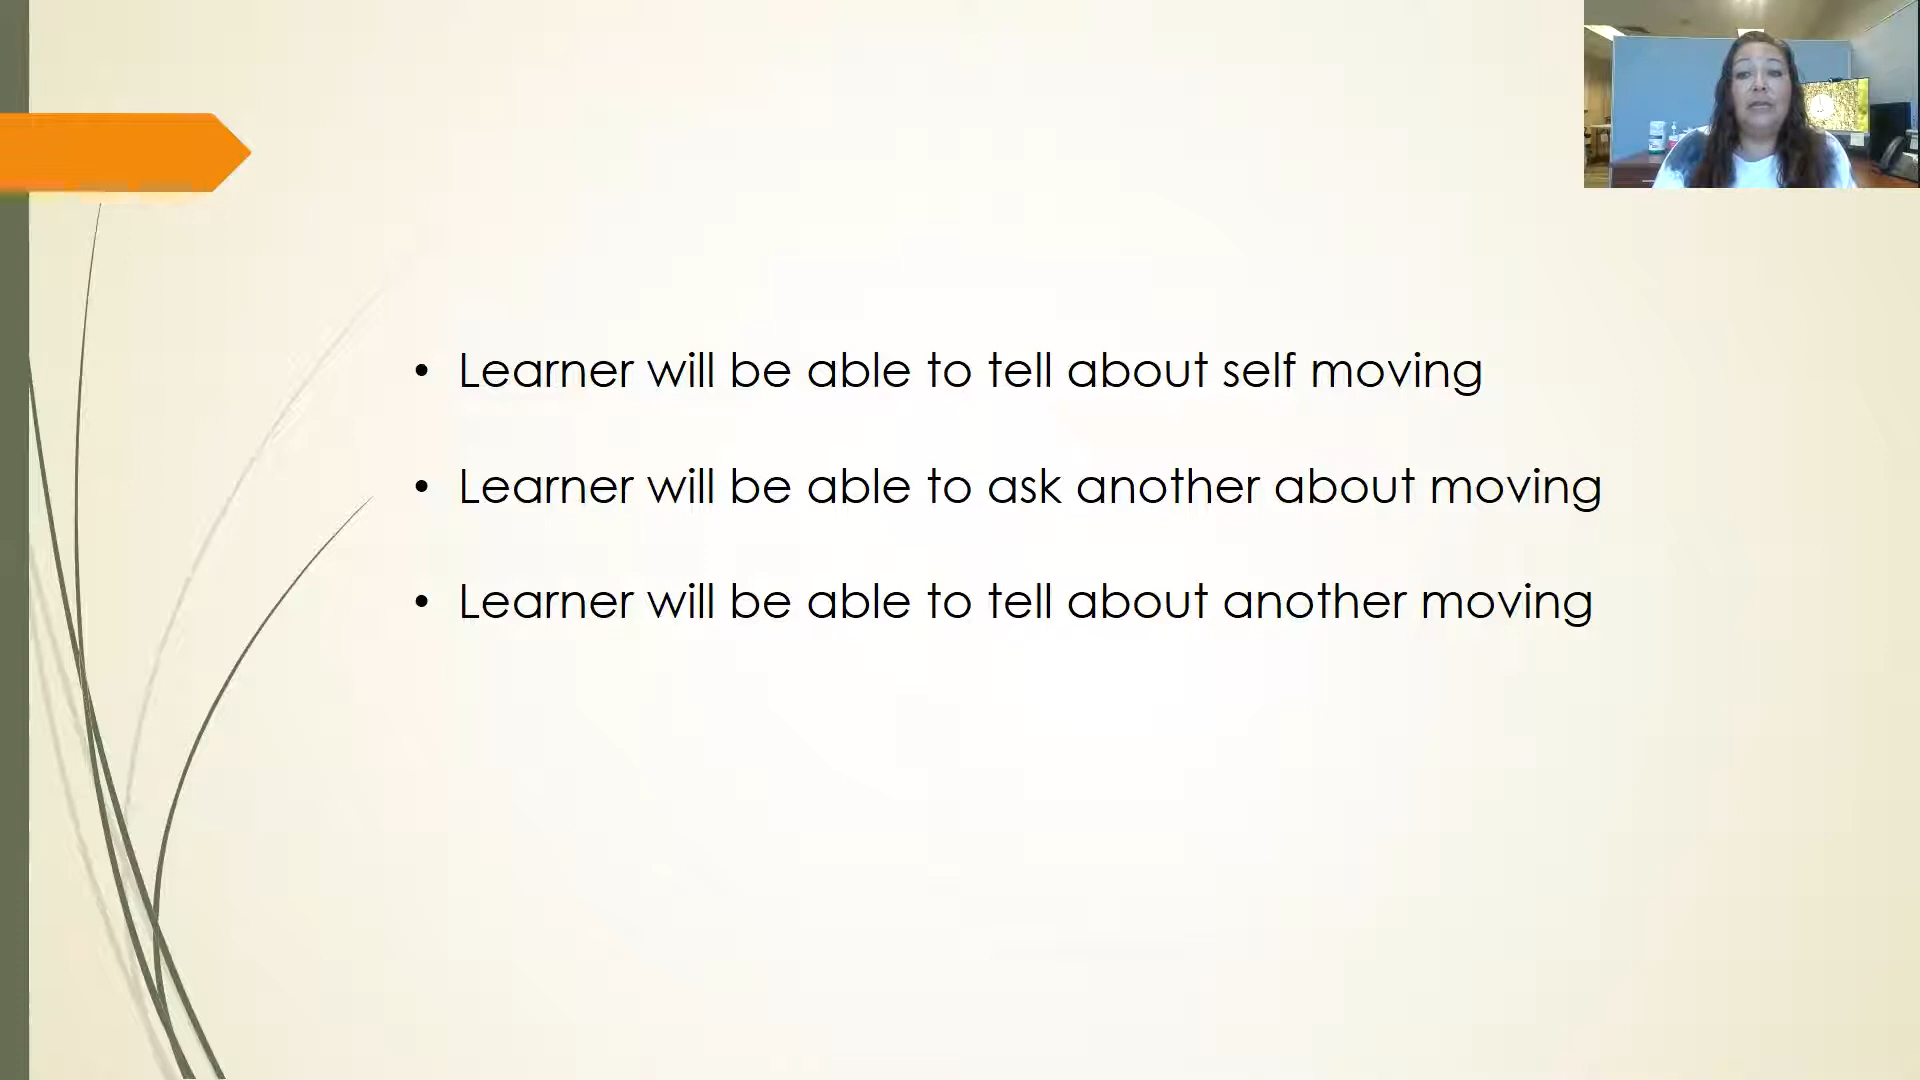 • Learner will be able to tell about self moving
• Learner will be able to ask another about moving
• Learner will be able to tell about another moving